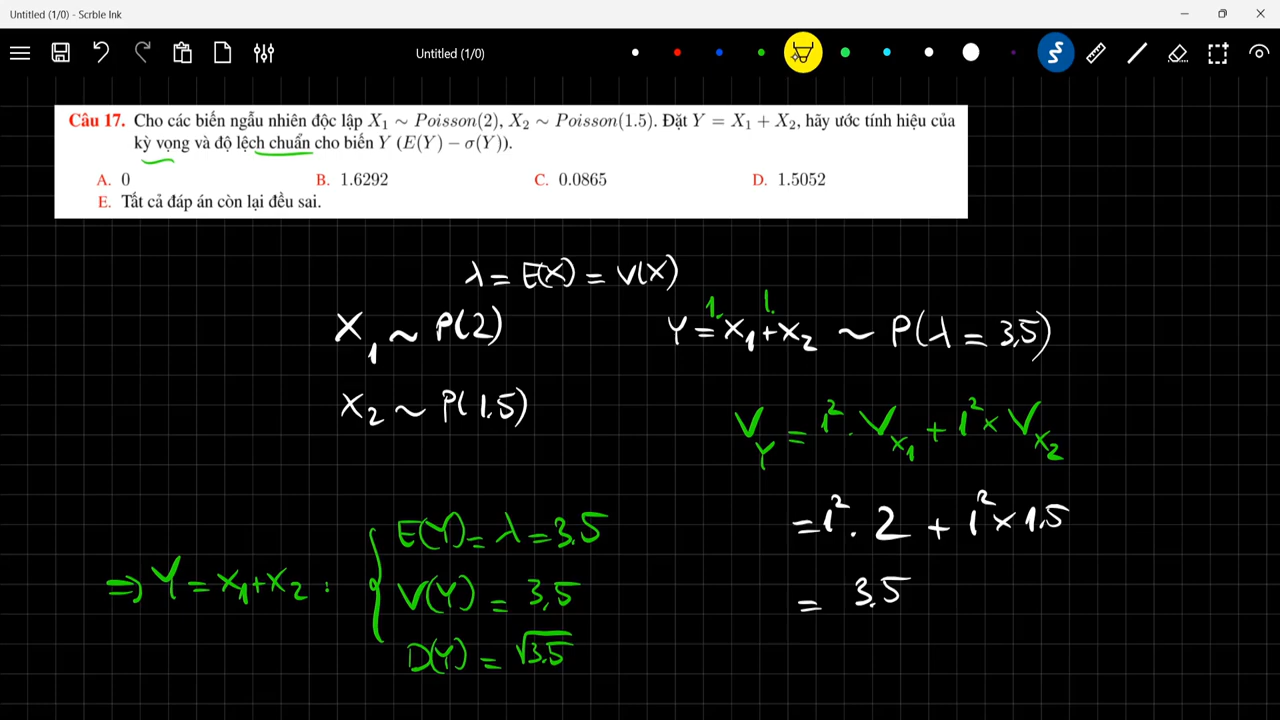 Untitled (1/0) - Scrble Ink
Untitled (1/0)
Câu 17. Cho các biến ngẫu nhiên độc lập X₁ ∼ Poisson(2), X₂ ∼ Poisson(1.5). Đặt Y = X₁ + X₂, hãy ước tính hiệu của
kỳ vọng và độ lệch chuẩn cho biến Y (E(Y) − σ(Y)).
A. 0 B. 1.6292 C. 0.0865 D. 1.5052
E. Tất cả đáp án còn lại đều sai.
λ = E(X) = V(X)
X₁ ~ P(2)
X₂ ~ P(1.5)
1. 1.
Y = X₁ + X₂ ~ P(λ = 3,5)
V_Y = 1². V_X₁ + 1² × V_X₂
= 1². 2 + 1² × 1.5
= 3.5
⇒ Y = X₁ + X₂ :
E(Y) = λ = 3.5
V(Y) = 3,5
D(Y) = √3.5